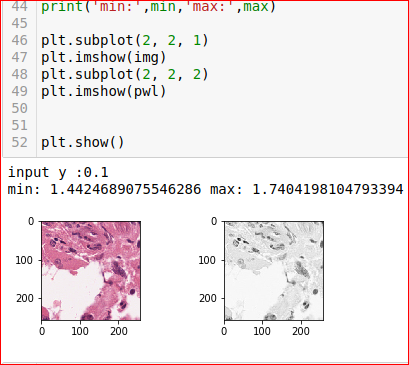 44 print('min:',min,'max:',max)
45
46 plt.subplot(2, 2, 1)
47 plt.imshow(img)
48 plt.subplot(2, 2, 2)
49 plt.imshow(pwl)
50
51
52 plt.show()
input y :0.1
min: 1.4424689075546286 max: 1.7404198104793394
0 0
100 100
200 200
0 200 0 200